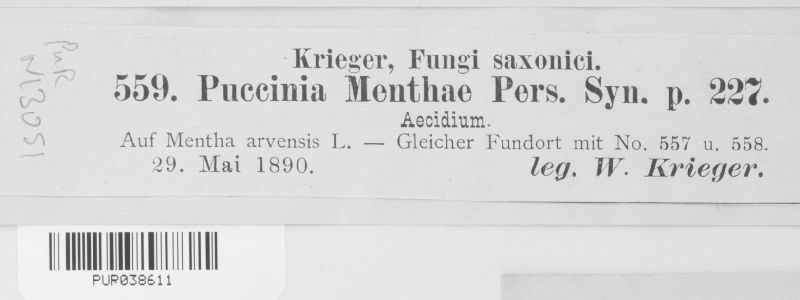 PUR
N13051
Krieger, Fungi saxonici.
559. Puccinia Menthae Pers. Syn. p. 227.
Aecidium.
Auf Mentha arvensis L. — Gleicher Fundort mit No. 557 u. 558.
29. Mai 1890.
leg. W. Krieger.
PUR038611